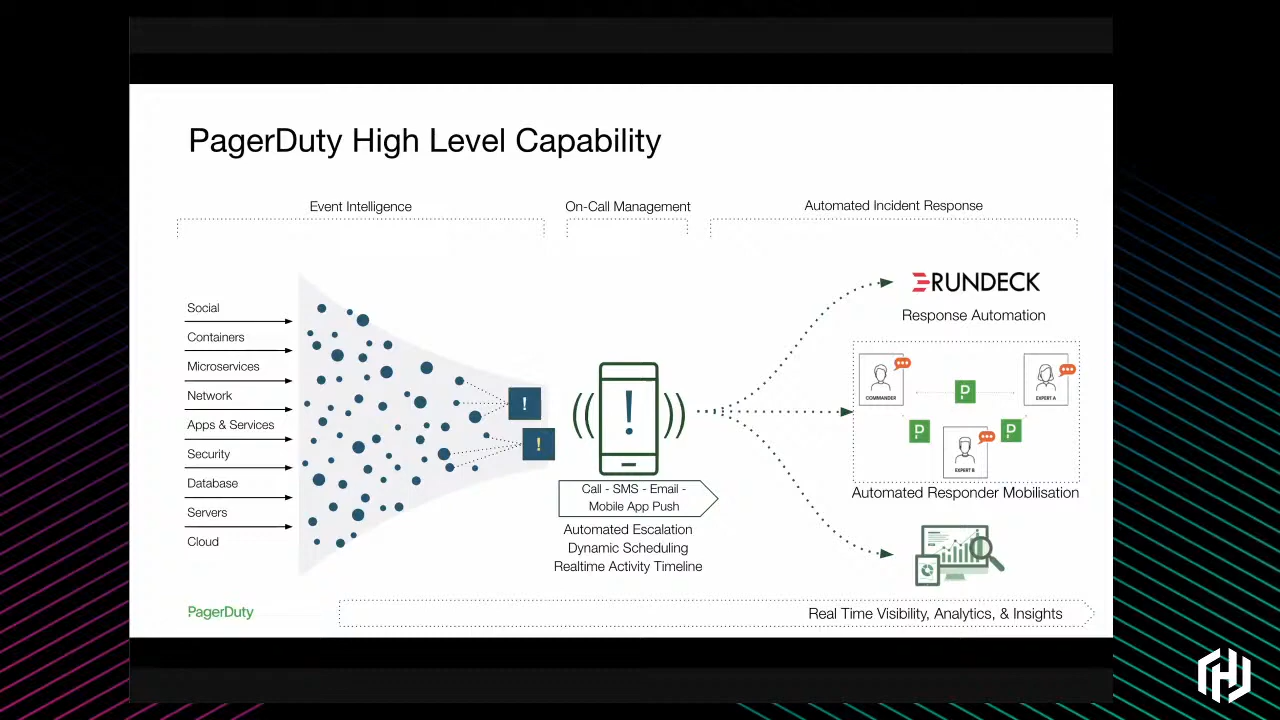 PagerDuty High Level Capability
Event Intelligence
On-Call Management
Automated Incident Response
Social
Containers
Microservices
Network
Apps & Services
Security
Database
Servers
Cloud
!
!
!
Call - SMS - Email -
Mobile App Push
Automated Escalation
Dynamic Scheduling
Realtime Activity Timeline
RUNDECK
Response Automation
COMMANDER
P
EXPERT A
P
P
EXPERT B
Automated Responder Mobilisation
PagerDuty
Real Time Visibility, Analytics, & Insights